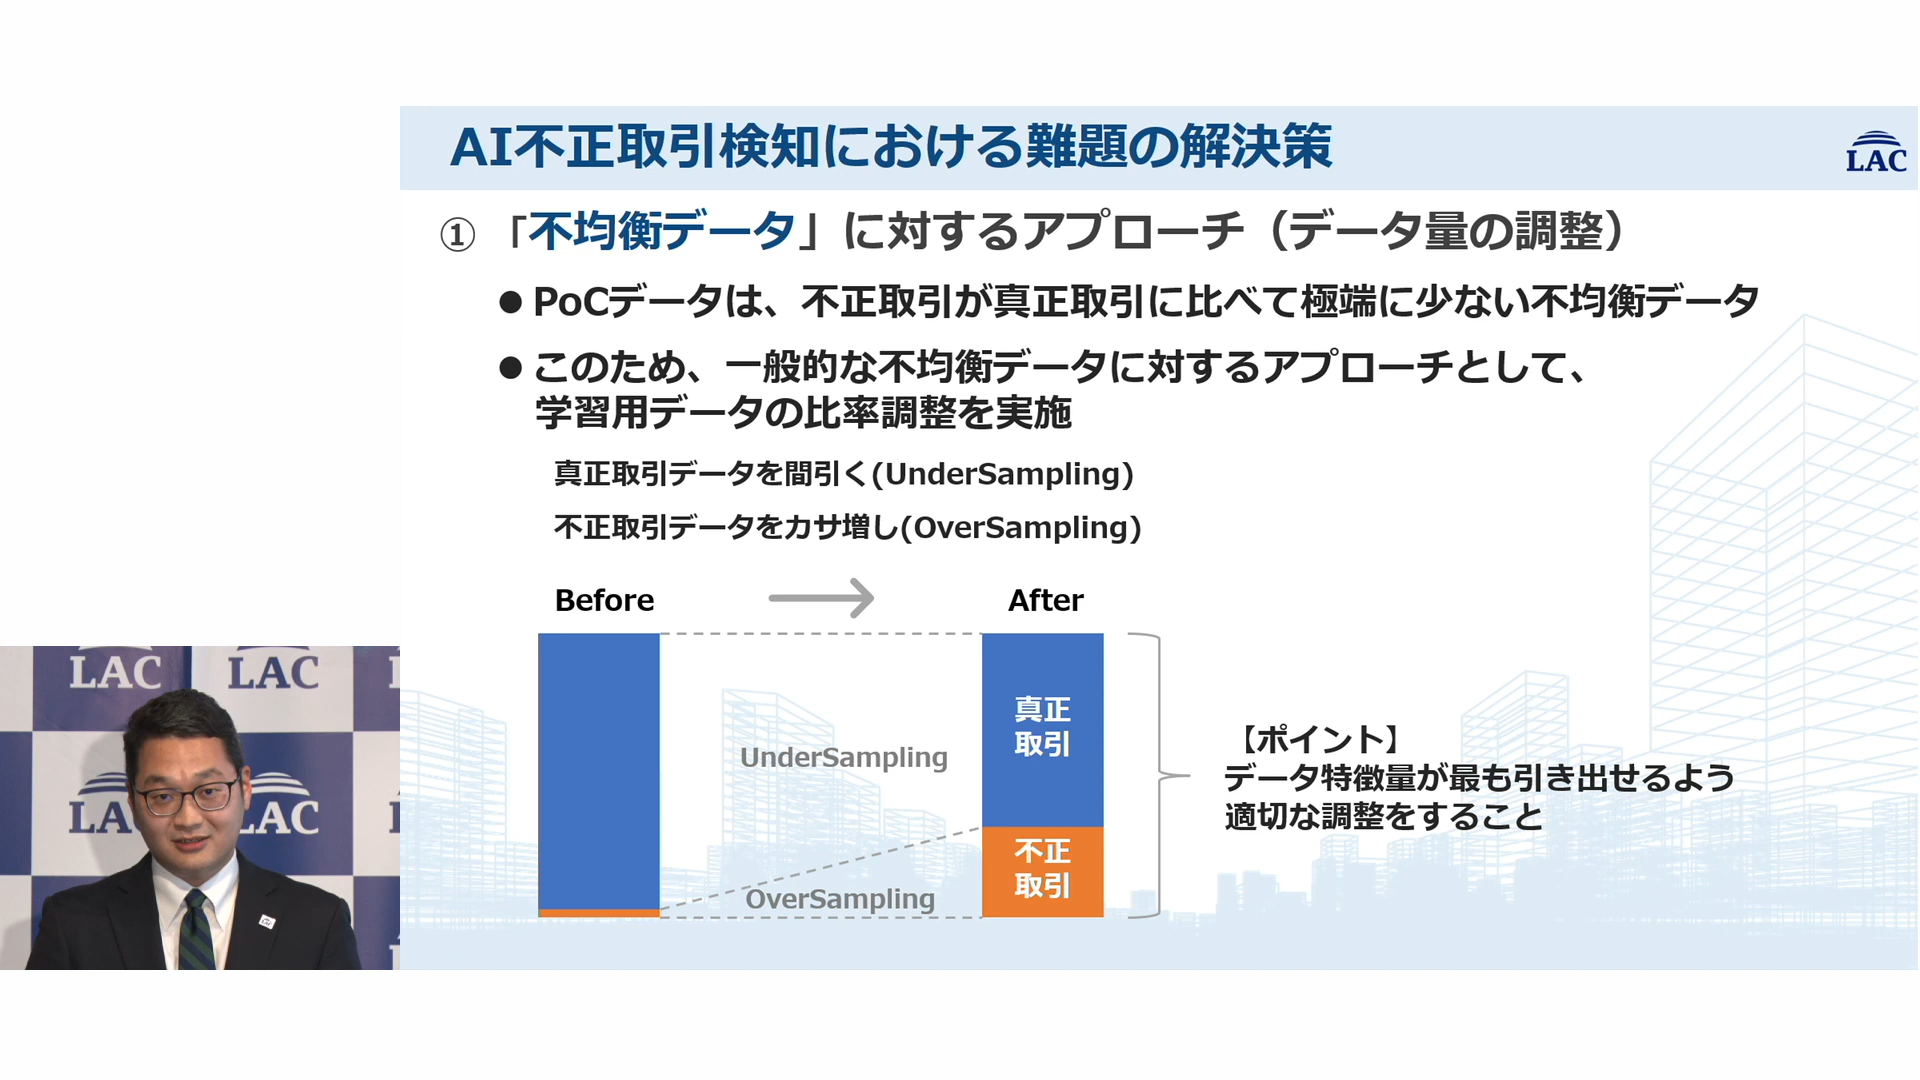 AI不正取引検知における難題の解決策
LAC
① 「不均衡データ」に対するアプローチ（データ量の調整）
● PoCデータは、不正取引が真正取引に比べて極端に少ない不均衡データ
● このため、一般的な不均衡データに対するアプローチとして、
学習用データの比率調整を実施
真正取引データを間引く(UnderSampling)
不正取引データをカサ増し(OverSampling)
Before
After
真正
取引
UnderSampling
不正
取引
OverSampling
【ポイント】
データ特徴量が最も引き出せるよう
適切な調整をすること
LAC
LAC
LAC
LAC